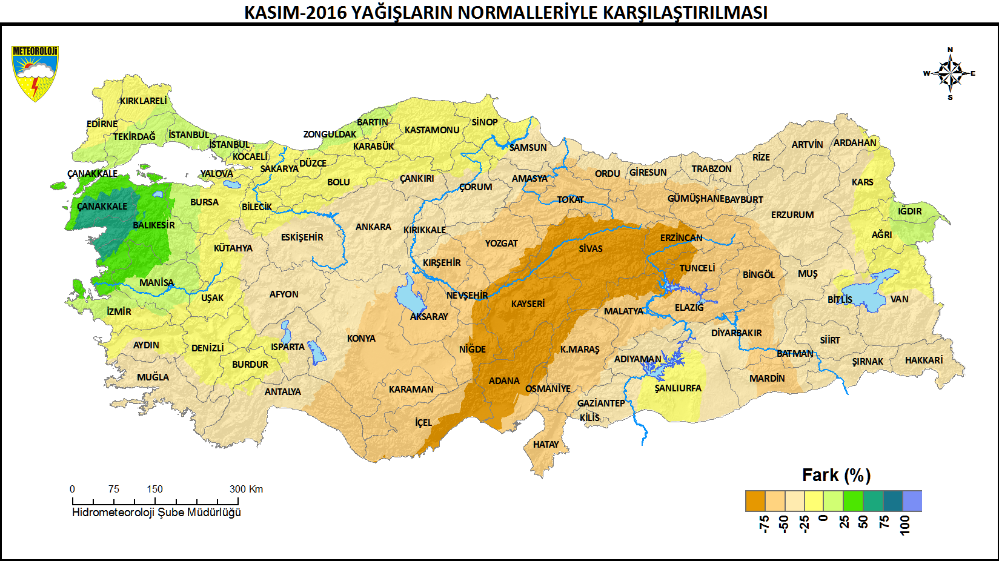 KASIM-2016 YAĞIŞLARIN NORMALLERİYLE KARŞILAŞTIRILMASI
METEOROLOJİ
N
W E
S
KIRKLARELİ
EDİRNE
TEKİRDAĞ
İSTANBUL
İSTANBUL
KOCAELİ
ÇANAKKALE
YALOVA
SAKARYA
DÜZCE
ZONGULDAK
BARTIN
KARABÜK
KASTAMONU
SİNOP
SAMSUN
BOLU
ÇANKIRI
ÇORUM
AMASYA
ORDU
GİRESUN
TRABZON
RİZE
ARTVİN
ARDAHAN
KARS
ÇANAKKALE
BURSA
BİLECİK
BALIKESİR
KÜTAHYA
ESKİŞEHİR
ANKARA
KIRIKKALE
TOKAT
GÜMÜŞHANE
BAYBURT
ERZURUM
IĞDIR
AĞRI
YOZGAT
SİVAS
ERZİNCAN
KIRŞEHİR
TUNCELİ
BİNGÖL
MUŞ
MANİSA
UŞAK
AFYON
NEVŞEHİR
KAYSERİ
BİTLİS
VAN
İZMİR
AKSARAY
MALATYA
ELAZIĞ
DİYARBAKIR
AYDIN
DENİZLİ
ISPARTA
KONYA
NİĞDE
K.MARAŞ
ADIYAMAN
SİİRT
BATMAN
ŞIRNAK
HAKKARİ
BURDUR
MUĞLA
ANTALYA
KARAMAN
ADANA
OSMANİYE
ŞANLIURFA
MARDİN
GAZİANTEP
KİLİS
İÇEL
HATAY
0 75 150 300 Km
Hidrometeoroloji Şube Müdürlüğü
Fark (%)
-75 -50 -25 0 25 50 75 100